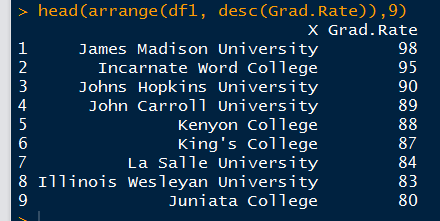 > head(arrange(df1, desc(Grad.Rate)),9)
X Grad.Rate
1 James Madison University 98
2 Incarnate Word College 95
3 Johns Hopkins University 90
4 John Carroll University 89
5 Kenyon College 88
6 King's College 87
7 La Salle University 84
8 Illinois Wesleyan University 83
9 Juniata College 80
>